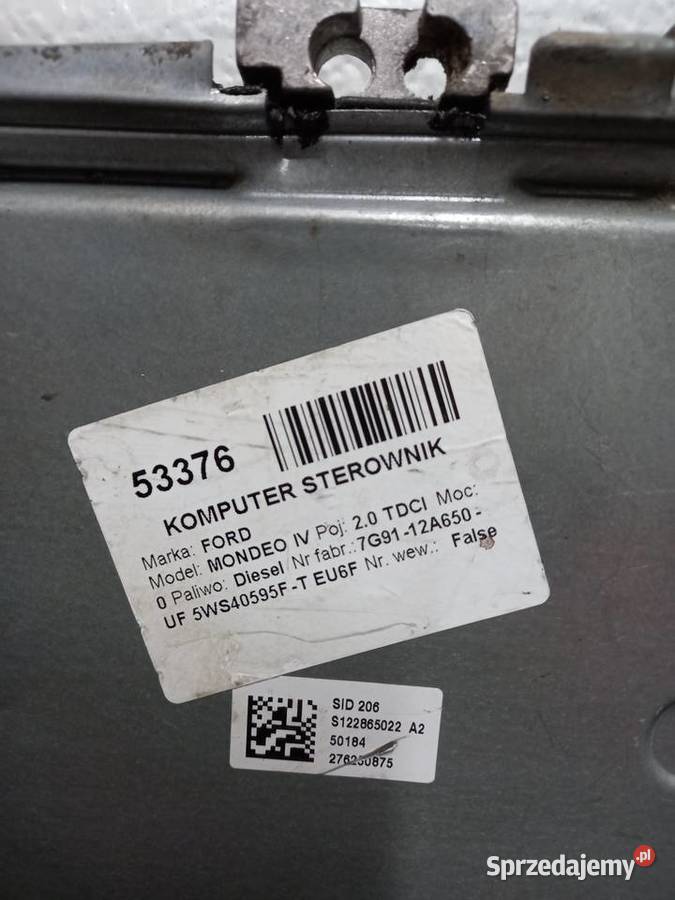 53376
KOMPUTER STEROWNIK
Marka: FORD
Model: MONDEO IV Poj: 2.0 TDCI Moc:
0 Paliwo: Diesel Nr fabr.:7G91-12A650-
UF 5WS40595F-T EU6F Nr. wew.: False
SID 206
S122865022 A2
50184
276230875
Sprzedajemy.pl